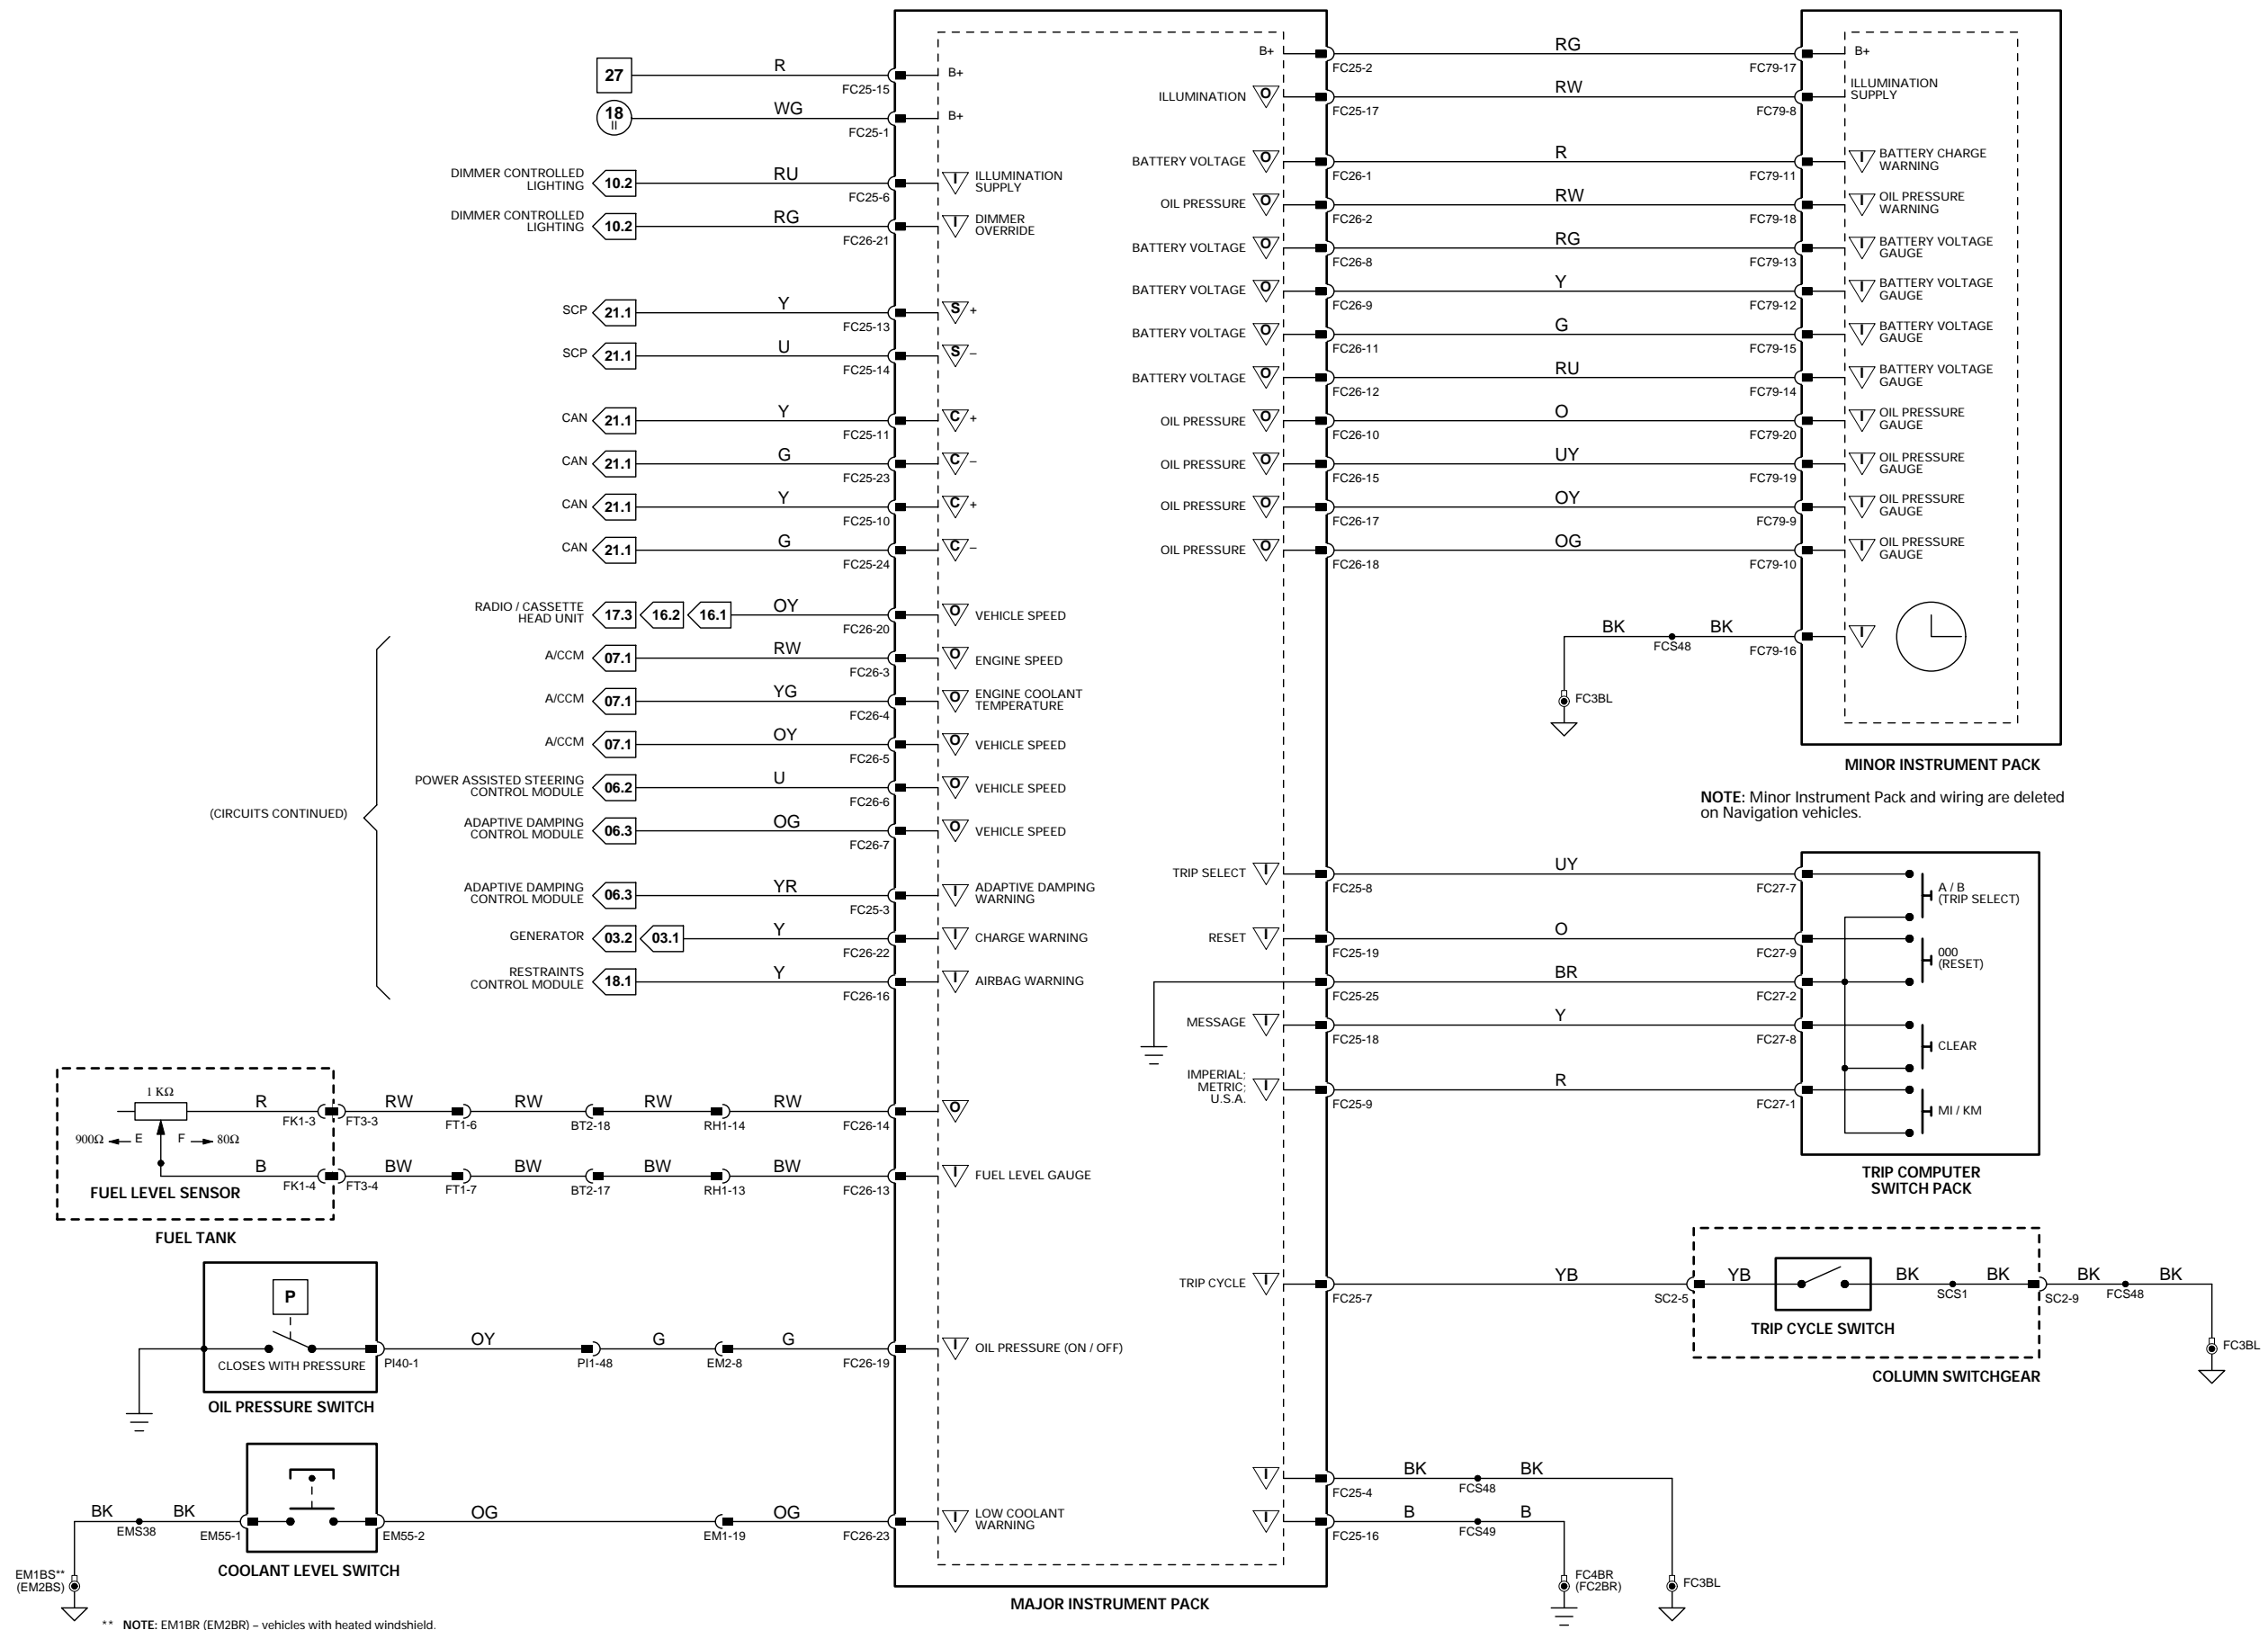 27
R
FC25-15
B+
18
II
WG
FC25-1
B+
DIMMER CONTROLLED
LIGHTING
10.2
RU
FC25-6
I
ILLUMINATION
SUPPLY
DIMMER CONTROLLED
LIGHTING
10.2
RG
FC26-21
I
DIMMER
OVERRIDE
SCP
21.1
Y
FC25-13
S
+
SCP
21.1
U
FC25-14
S
–
CAN
21.1
Y
FC25-11
C
+
CAN
21.1
G
FC25-23
C
–
CAN
21.1
Y
FC25-10
C
+
CAN
21.1
G
FC25-24
C
–
RADIO / CASSETTE
HEAD UNIT
17.3
16.2
16.1
OY
FC26-20
O
VEHICLE SPEED
A/CCM
07.1
RW
FC26-3
O
ENGINE SPEED
A/CCM
07.1
YG
FC26-4
O
ENGINE COOLANT
TEMPERATURE
A/CCM
07.1
OY
FC26-5
O
VEHICLE SPEED
(CIRCUITS CONTINUED)
POWER ASSISTED STEERING
CONTROL MODULE
06.2
U
FC26-6
O
VEHICLE SPEED
ADAPTIVE DAMPING
CONTROL MODULE
06.3
OG
FC26-7
O
VEHICLE SPEED
ADAPTIVE DAMPING
CONTROL MODULE
06.3
YR
FC25-3
I
ADAPTIVE DAMPING
WARNING
GENERATOR
03.2
03.1
Y
FC26-22
I
CHARGE WARNING
RESTRAINTS
CONTROL MODULE
18.1
Y
FC26-16
I
AIRBAG WARNING
1 KΩ
900Ω
E
F
80Ω
R
FK1-3
FT3-3
RW
FT1-6
RW
BT2-18
RW
RH1-14
RW
FC26-14
O
B
FK1-4
FT3-4
BW
FT1-7
BW
BT2-17
BW
RH1-13
BW
FC26-13
I
FUEL LEVEL GAUGE
FUEL LEVEL SENSOR
FUEL TANK
P
CLOSES WITH PRESSURE
PI40-1
OY
PI1-48
G
EM2-8
G
FC26-19
I
OIL PRESSURE (ON / OFF)
OIL PRESSURE SWITCH
BK
EMS38
BK
EM55-1
EM55-2
OG
EM1-19
OG
FC26-23
I
LOW COOLANT
WARNING
COOLANT LEVEL SWITCH
EM1BS**
(EM2BS)
** NOTE: EM1BR (EM2BR) – vehicles with heated windshield.
B+
FC25-2
RG
FC79-17
B+
ILLUMINATION
O
FC25-17
RW
FC79-8
ILLUMINATION
SUPPLY
BATTERY VOLTAGE
O
FC26-1
R
FC79-11
I
BATTERY CHARGE
WARNING
OIL PRESSURE
O
FC26-2
RW
FC79-18
I
OIL PRESSURE
WARNING
BATTERY VOLTAGE
O
FC26-8
RG
FC79-13
I
BATTERY VOLTAGE
GAUGE
BATTERY VOLTAGE
O
FC26-9
Y
FC79-12
I
BATTERY VOLTAGE
GAUGE
BATTERY VOLTAGE
O
FC26-11
G
FC79-15
I
BATTERY VOLTAGE
GAUGE
BATTERY VOLTAGE
O
FC26-12
RU
FC79-14
I
BATTERY VOLTAGE
GAUGE
OIL PRESSURE
O
FC26-10
O
FC79-20
I
OIL PRESSURE
GAUGE
OIL PRESSURE
O
FC26-15
UY
FC79-19
I
OIL PRESSURE
GAUGE
OIL PRESSURE
O
FC26-17
OY
FC79-9
I
OIL PRESSURE
GAUGE
OIL PRESSURE
O
FC26-18
OG
FC79-10
I
OIL PRESSURE
GAUGE
BK
FCS48
BK
FC79-16
I
FC3BL
MINOR INSTRUMENT PACK
NOTE: Minor Instrument Pack and wiring are deleted
on Navigation vehicles.
TRIP SELECT
I
FC25-8
UY
FC27-7
A / B
(TRIP SELECT)
RESET
I
FC25-19
O
FC27-9
000
(RESET)
FC25-25
BR
FC27-2
MESSAGE
I
FC25-18
Y
FC27-8
CLEAR
IMPERIAL;
METRIC;
U.S.A.
I
FC25-9
R
FC27-1
MI / KM
TRIP COMPUTER
SWITCH PACK
TRIP CYCLE
I
FC25-7
YB
SC2-5
YB
BK
SCS1
BK
SC2-9
BK
FCS48
BK
FC3BL
TRIP CYCLE SWITCH
COLUMN SWITCHGEAR
I
FC25-4
BK
FCS48
BK
I
FC25-16
B
FCS49
B
FC4BR
(FC2BR)
FC3BL
MAJOR INSTRUMENT PACK